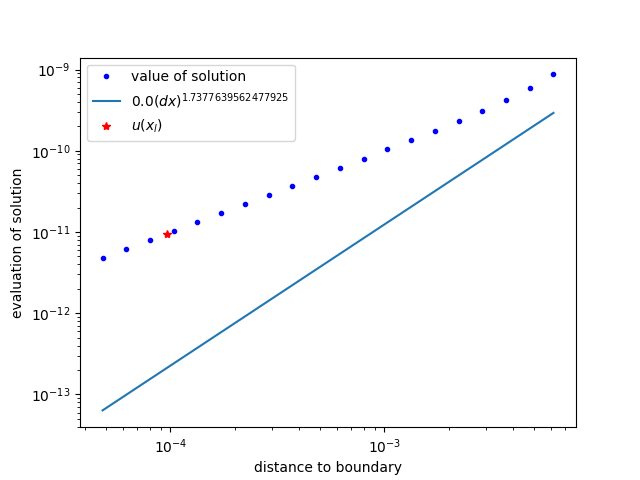 10⁻⁹
10⁻¹⁰
10⁻¹¹
10⁻¹²
10⁻¹³
evaluation of solution
value of solution
0.0(dx)^1.7377639562477925
u(x_l)
10⁻⁴
10⁻³
distance to boundary